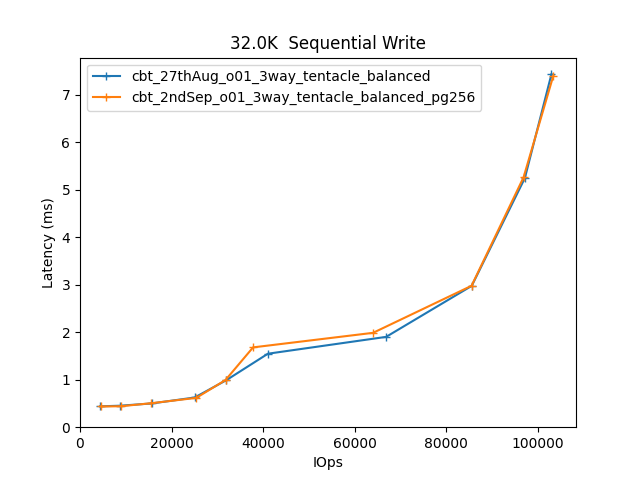 32.0K  Sequential Write
cbt_27thAug_o01_3way_tentacle_balanced
cbt_2ndSep_o01_3way_tentacle_balanced_pg256
Latency (ms)
7
6
5
4
3
2
1
0
0 20000 40000 60000 80000 100000
IOps